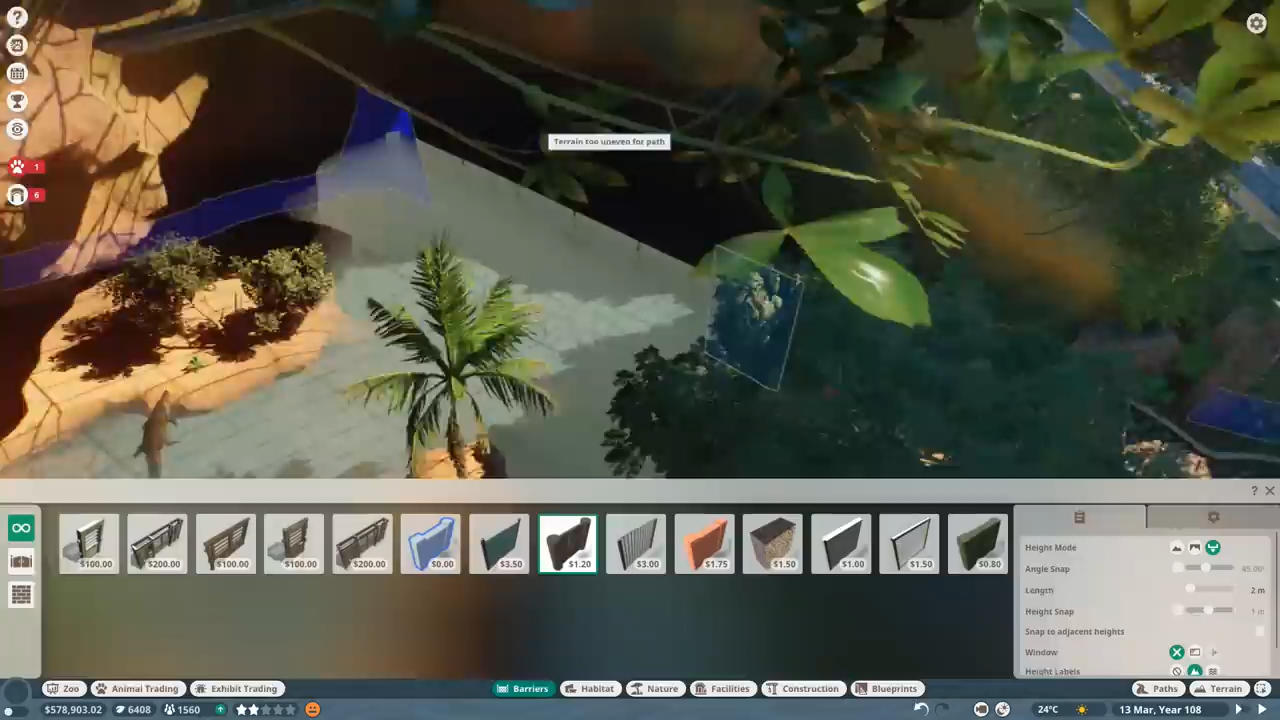 ?
Terrain too uneven for path
1
6
?
$100.00
$200.00
$100.00
$100.00
$200.00
$0.00
$3.50
$1.20
$3.00
$1.75
$1.50
$1.00
$1.50
$0.80
Height Mode
Angle Snap 45.00°
Length 2 m
Height Snap 1 m
Snap to adjacent heights
Window
Height Labels
Zoo Animal Trading Exhibit Trading Barriers Habitat Nature Facilities Construction Blueprints Paths Terrain
$578,903.02 6408 1560 24°C 13 Mar, Year 108